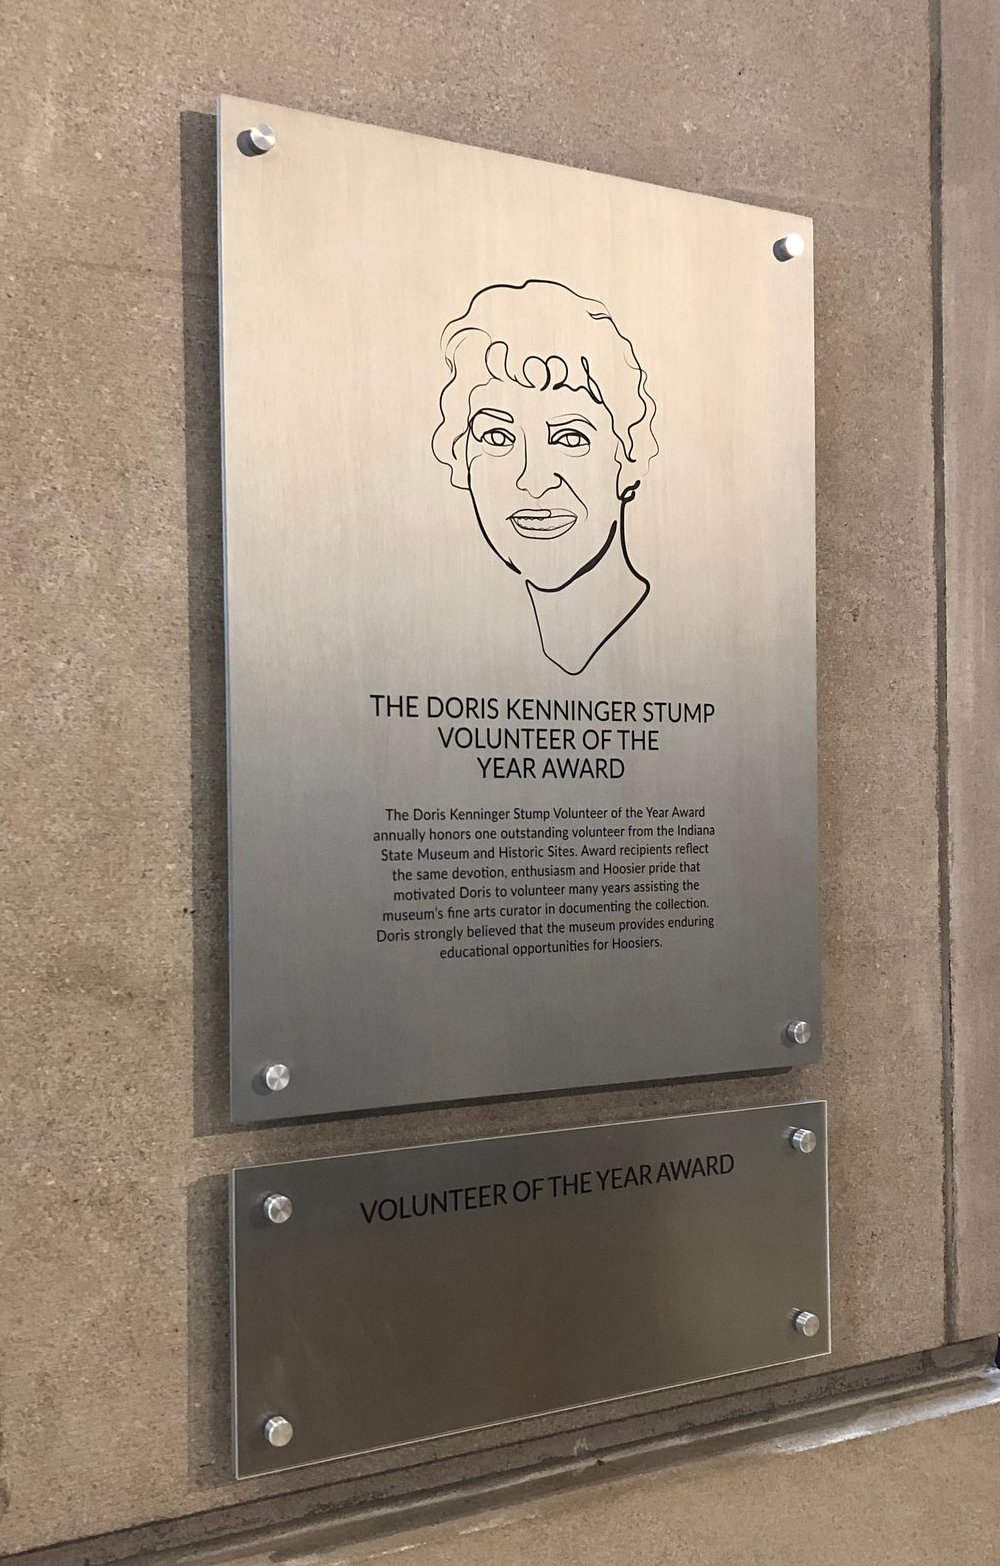 THE DORIS KENNINGER STUMP
VOLUNTEER OF THE
YEAR AWARD
The Doris Kenninger Stump Volunteer of the Year Award
annually honors one outstanding volunteer from the Indiana
State Museum and Historic Sites. Award recipients reflect
the same devotion, enthusiasm and Hoosier pride that
motivated Doris to volunteer many years assisting the
museum's fine arts curator in documenting the collection.
Doris strongly believed that the museum provides enduring
educational opportunities for Hoosiers.
VOLUNTEER OF THE YEAR AWARD